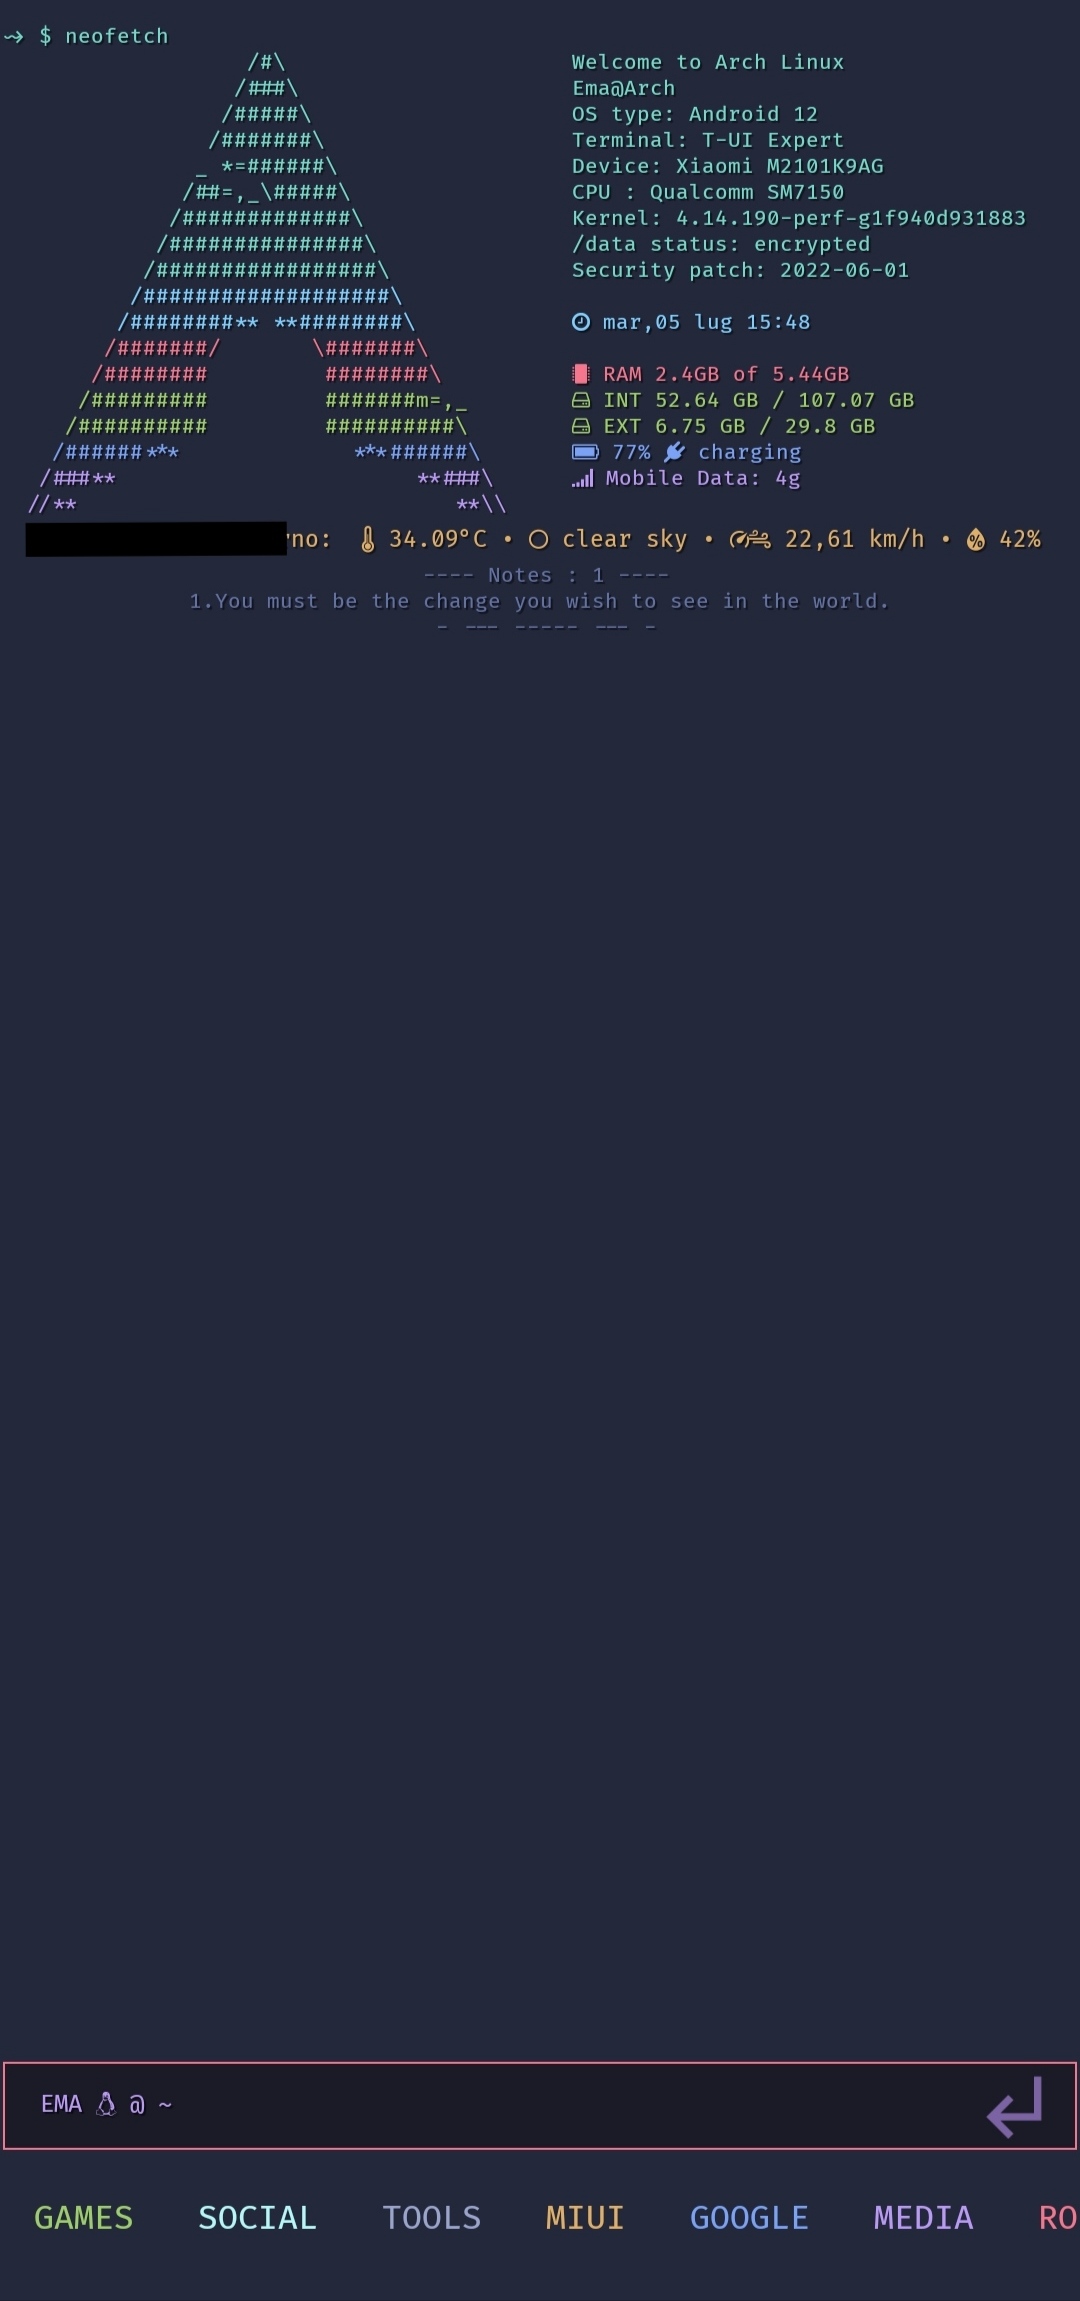 ⇝ $ neofetch
/#\
/###\
/#####\
/#######\
_ *=######\
/##=,_\#####\
/#############\
/###############\
/#################\
/###################\
/########** **########\
/#######/ \#######\
/######## ########\
/######### #######m=,_
/########## ##########\
/######*** ***######\
/###** **###\
//** **\\
Welcome to Arch Linux
Ema@Arch
OS type: Android 12
Terminal: T-UI Expert
Device: Xiaomi M2101K9AG
CPU : Qualcomm SM7150
Kernel: 4.14.190-perf-g1f940d931883
/data status: encrypted
Security patch: 2022-06-01
mar,05 lug 15:48
RAM 2.4GB of 5.44GB
INT 52.64 GB / 107.07 GB
EXT 6.75 GB / 29.8 GB
77% charging
Mobile Data: 4g
no: 34.09°C • clear sky • 22,61 km/h • 42%
---- Notes : 1 ----
1.You must be the change you wish to see in the world.
- --- ----- --- -
EMA @ ~
GAMES SOCIAL TOOLS MIUI GOOGLE MEDIA RO